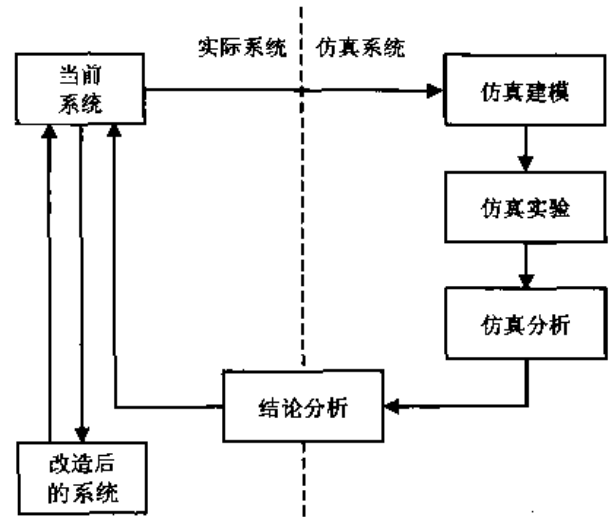 实际系统 仿真系统
当前
系统
仿真建模
仿真实验
仿真分析
结论分析
改造后
的系统